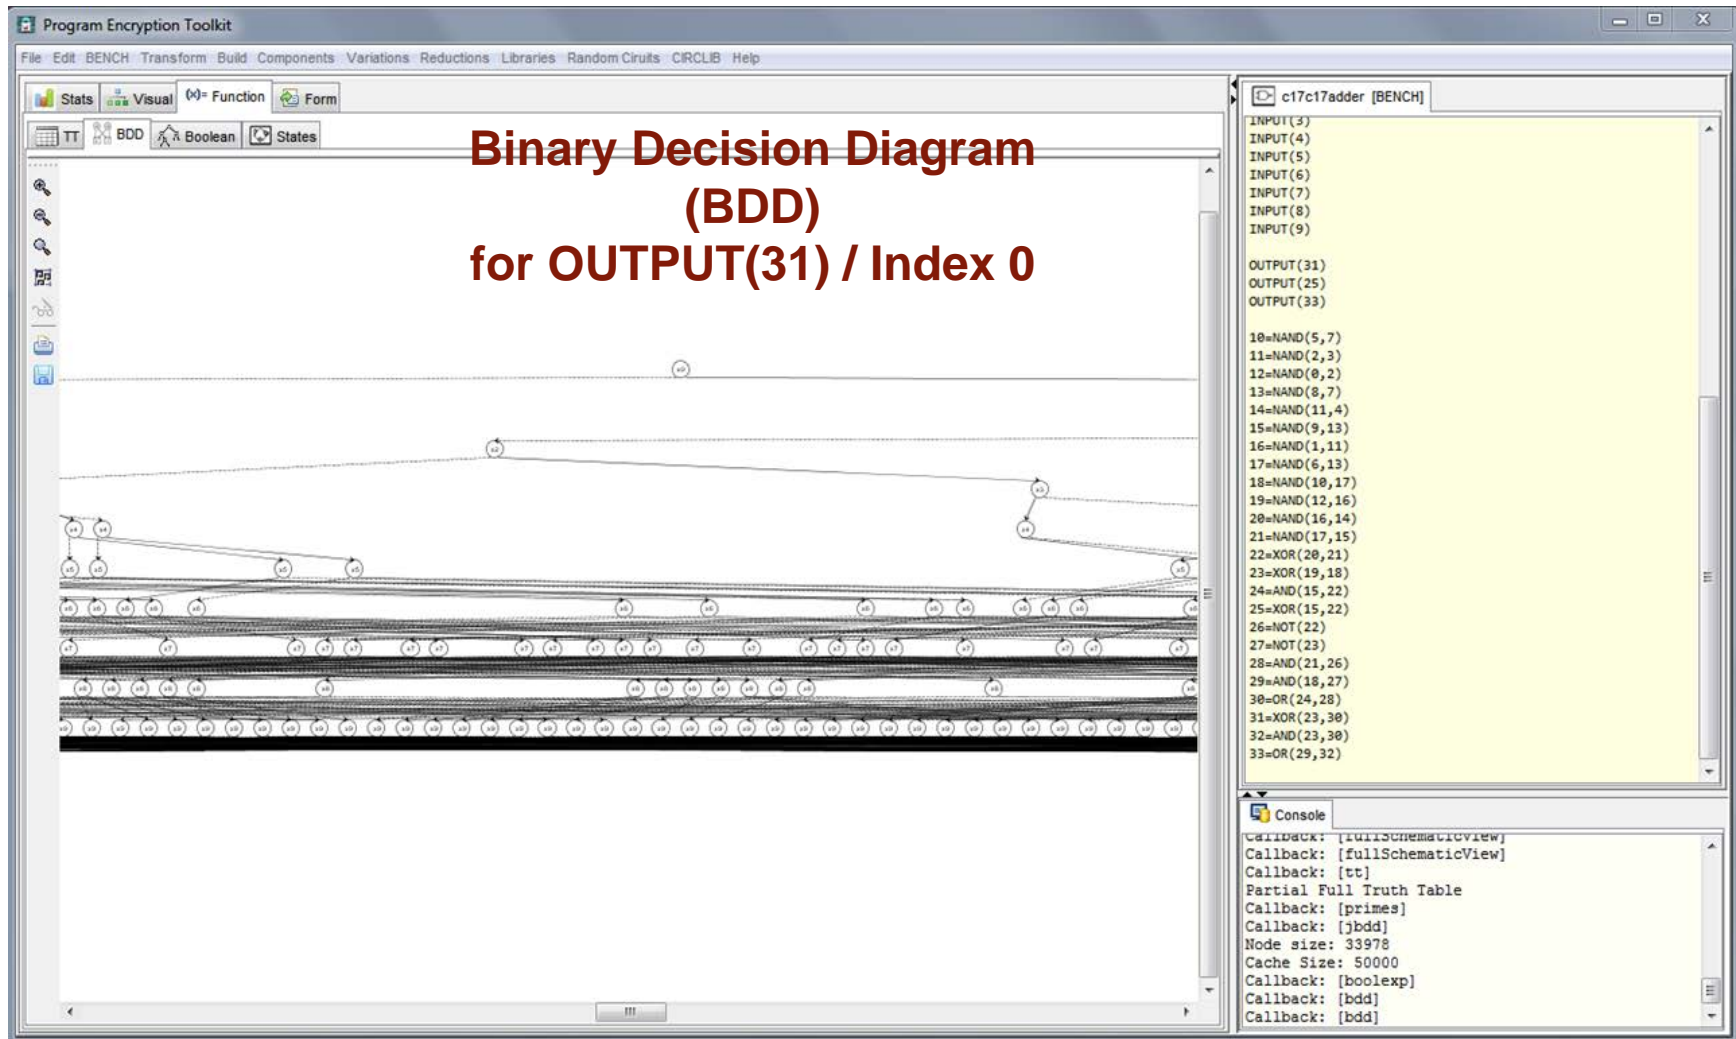 Program Encryption Toolkit
File Edit BENCH Transform Build Components Variations Reductions Libraries Random Ciruits CIRCLIB Help
Stats Visual (x)= Function Form
TT BDD Boolean States
Binary Decision Diagram
(BDD)
for OUTPUT(31) / Index 0
c17c17adder [BENCH]
INPUT(3)
INPUT(4)
INPUT(5)
INPUT(6)
INPUT(7)
INPUT(8)
INPUT(9)
OUTPUT(31)
OUTPUT(25)
OUTPUT(33)
10=NAND(5,7)
11=NAND(2,3)
12=NAND(0,2)
13=NAND(8,7)
14=NAND(11,4)
15=NAND(9,13)
16=NAND(1,11)
17=NAND(6,13)
18=NAND(10,17)
19=NAND(12,16)
20=NAND(16,14)
21=NAND(17,15)
22=XOR(20,21)
23=XOR(19,18)
24=AND(15,22)
25=XOR(15,22)
26=NOT(22)
27=NOT(23)
28=AND(21,26)
29=AND(18,27)
30=OR(24,28)
31=XOR(23,30)
32=AND(23,30)
33=OR(29,32)
Console
Callback: [fullSchematicView]
Callback: [fullSchematicView]
Callback: [tt]
Partial Full Truth Table
Callback: [primes]
Callback: [jbdd]
Node size: 33978
Cache Size: 50000
Callback: [boolexp]
Callback: [bdd]
Callback: [bdd]